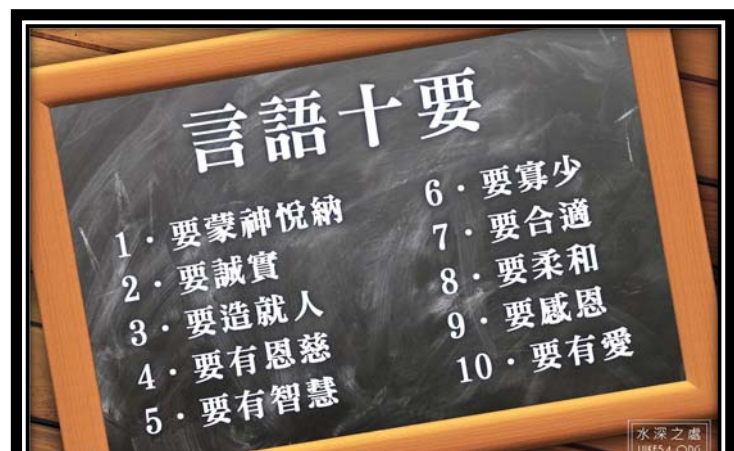 言語十要
1．要蒙神悅納
2．要誠實
3．要造就人
4．要有恩慈
5．要有智慧
6．要寡少
7．要合適
8．要柔和
9．要感恩
10．要有愛
水深之處
LUKE54.ORG